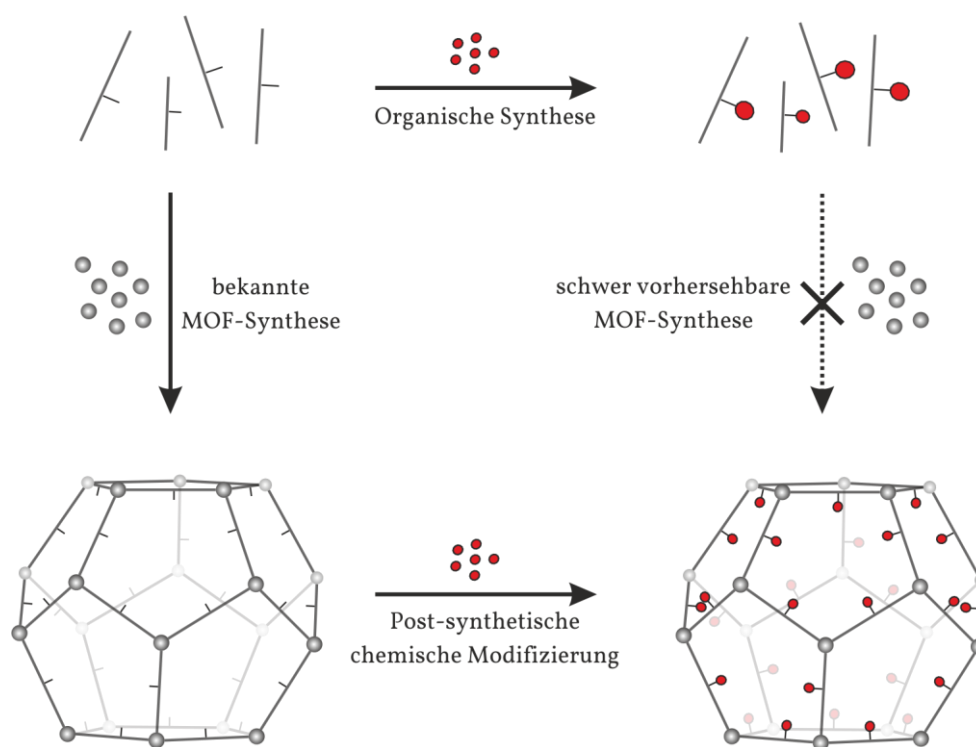 Organische Synthese
bekannte
MOF-Synthese
schwer vorhersehbare
MOF-Synthese
Post-synthetische
chemische Modifizierung